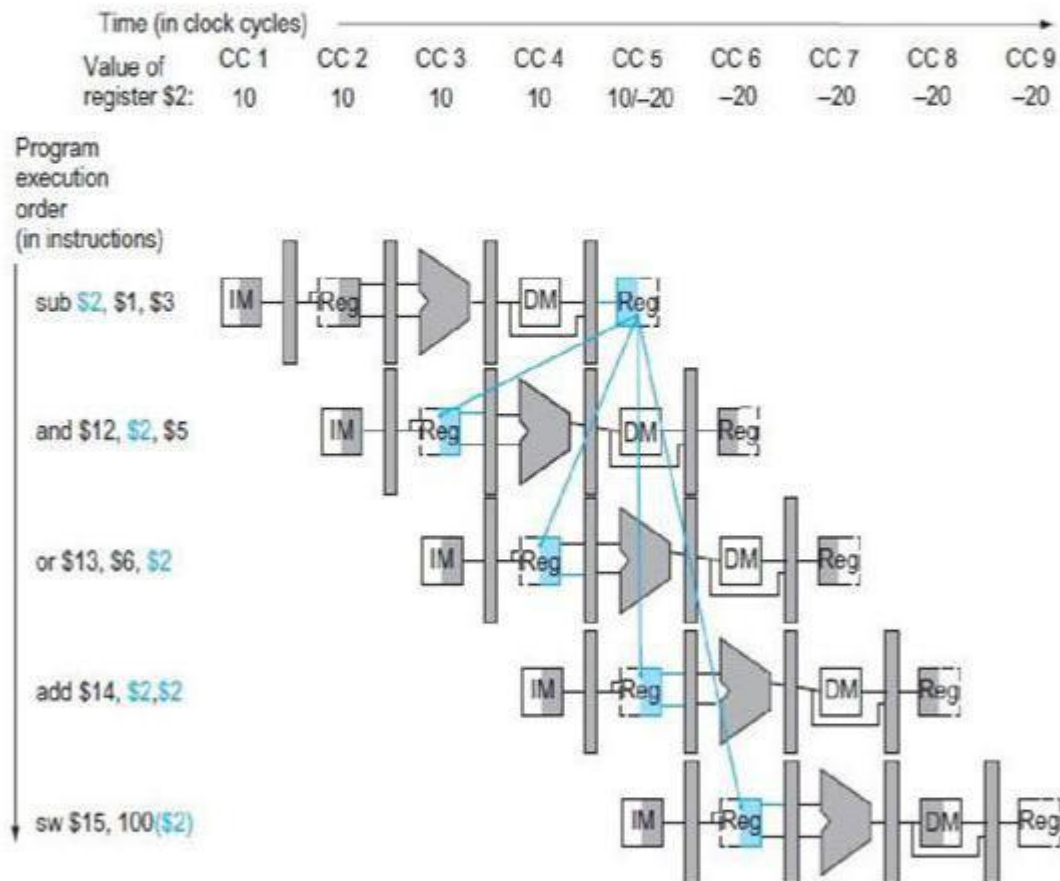 Time (in clock cycles)
CC 1 CC 2 CC 3 CC 4 CC 5 CC 6 CC 7 CC 8 CC 9
Value of
register $2: 10 10 10 10 10/–20 –20 –20 –20 –20
Program
execution
order
(in instructions)
sub $2, $1, $3 IM Reg DM Reg
and $12, $2, $5 IM Reg DM Reg
or $13, $6, $2 IM Reg DM Reg
add $14, $2,$2 IM Reg DM Reg
sw $15, 100($2) IM Reg DM Reg